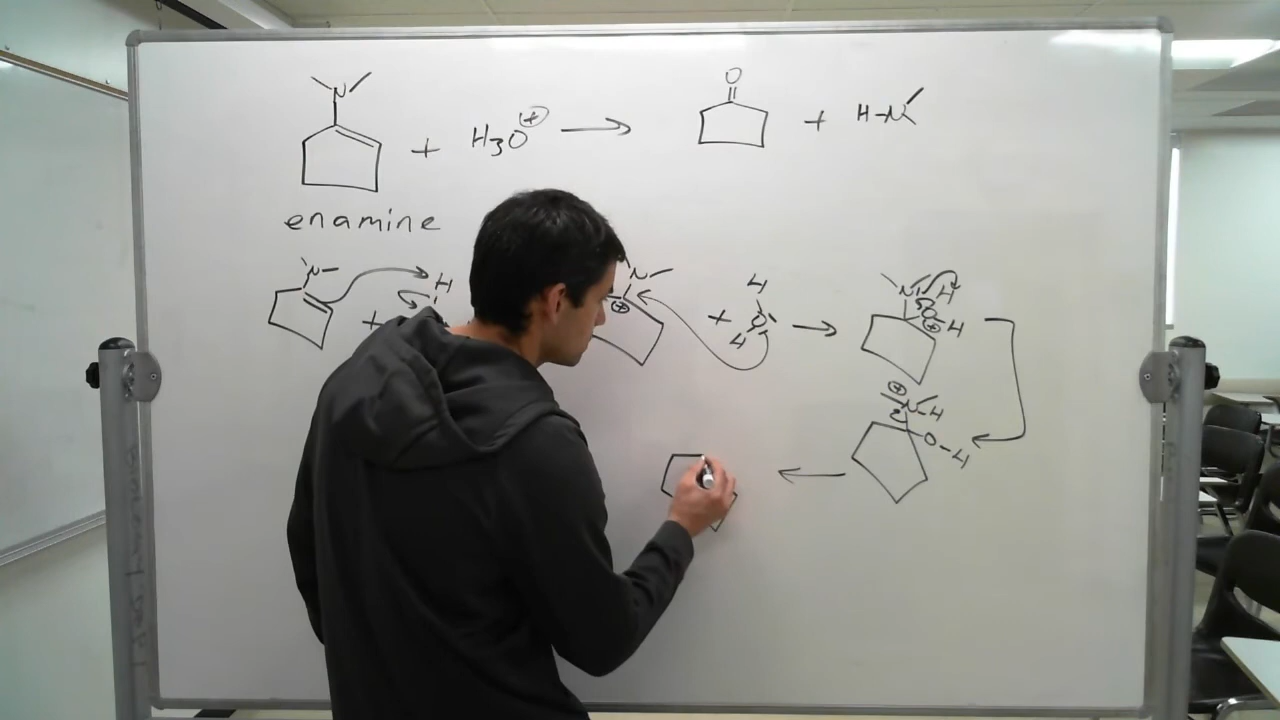 N O
+ H3O⊕ → + H-N
enamine
N H N H N H
+ ⊕ + O → O ⊕ H
H
⊕ N H
O-H
←